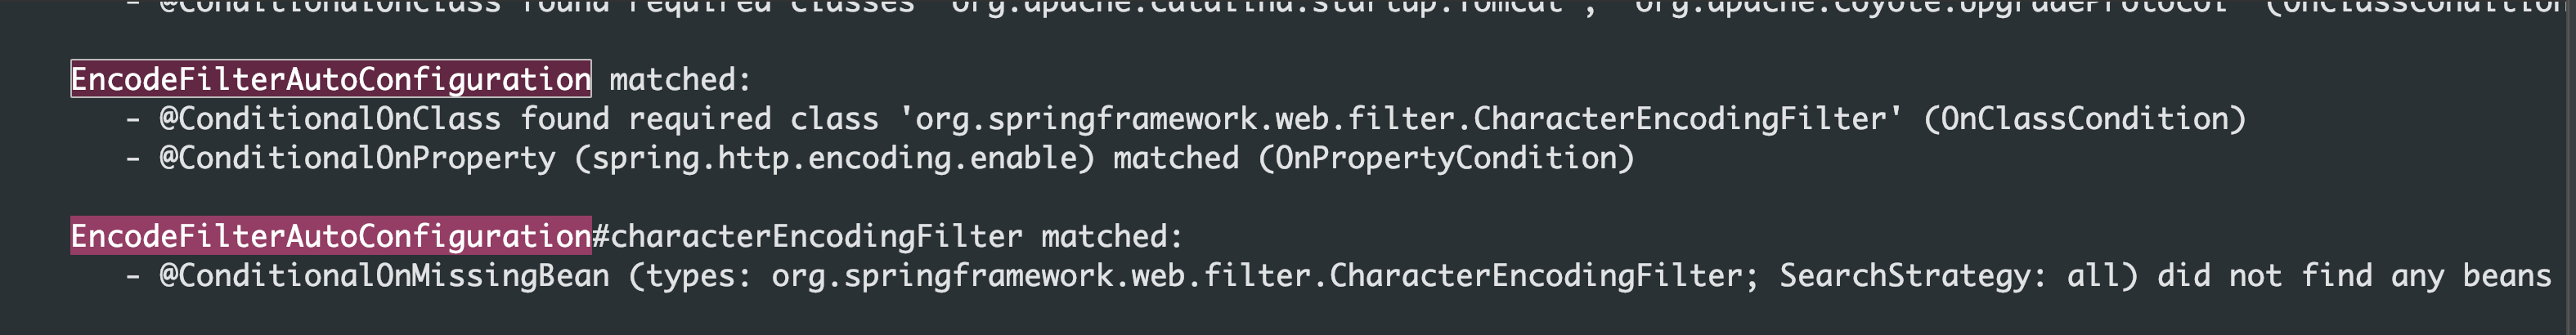 - @ConditionalOnClass found required classes 'org.apache.catalina.startup.Tomcat', 'org.apache.coyote.UpgradeProtocol' (OnClassCondition
EncodeFilterAutoConfiguration matched:
- @ConditionalOnClass found required class 'org.springframework.web.filter.CharacterEncodingFilter' (OnClassCondition)
- @ConditionalOnProperty (spring.http.encoding.enable) matched (OnPropertyCondition)
EncodeFilterAutoConfiguration#characterEncodingFilter matched:
- @ConditionalOnMissingBean (types: org.springframework.web.filter.CharacterEncodingFilter; SearchStrategy: all) did not find any beans